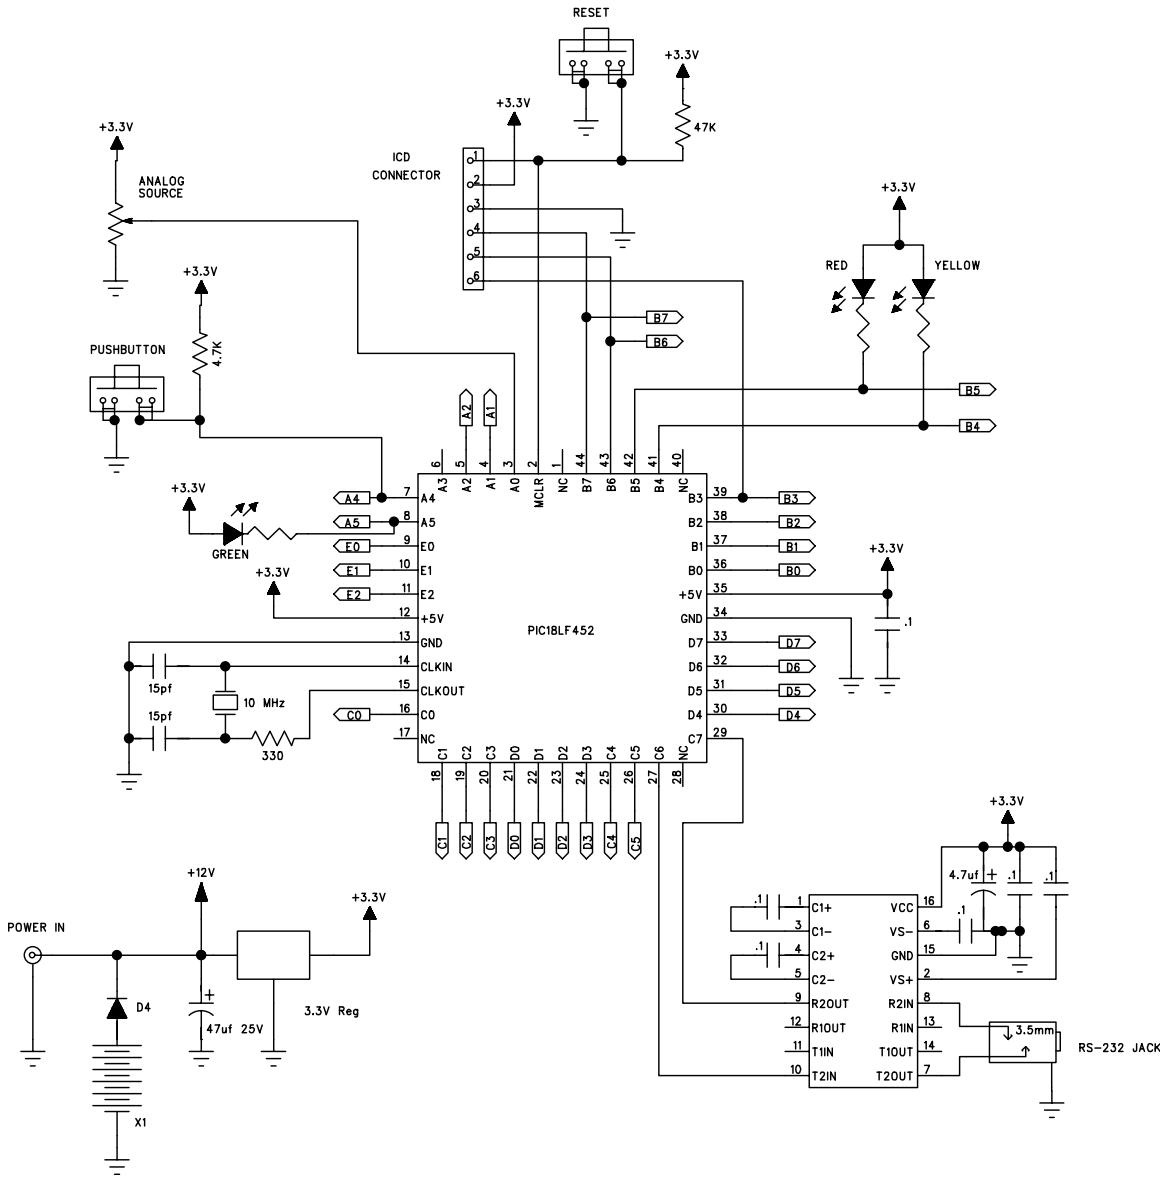 RESET
+3.3V
47K
+3.3V
ICD
CONNECTOR
1
2
3
4
5
6
+3.3V
ANALOG
SOURCE
+3.3V
4.7K
PUSHBUTTON
+3.3V
RED
YELLOW
B7
B6
B5
B4
A2
A1
6
5
4
3
2
1
44
43
42
41
40
A3
A2
A1
A0
MCLR
NC
B7
B6
B5
B4
NC
A4
7
A4
A5
8
A5
E0
9
E0
E1
10
E1
E2
11
E2
12
+5V
13
GND
14
CLKIN
15
CLKOUT
C0
16
C0
17
NC
+3.3V
GREEN
+3.3V
15pf
15pf
10 MHz
330
PIC18LF452
B3
39
B3
B2
38
B2
B1
37
B1
B0
36
B0
+5V
35
GND
34
D7
33
D7
D6
32
D6
D5
31
D5
D4
30
D4
C7
29
+3.3V
.1
C1
C2
C3
D0
D1
D2
D3
C4
C5
C6
NC
18
19
20
21
22
23
24
25
26
27
28
C1
C2
C3
D0
D1
D2
D3
C4
C5
+12V
+3.3V
POWER IN
D4
+
47uf 25V
3.3V Reg
X1
+3.3V
4.7uf
+
.1
.1
.1
.1
.1
1
C1+
VCC
16
3
C1-
VS-
6
4
C2+
GND
15
5
C2-
VS+
2
9
R2OUT
R2IN
8
12
R1OUT
R1IN
13
11
T1IN
T1OUT
14
10
T2IN
T2OUT
7
3.5mm
RS-232 JACK